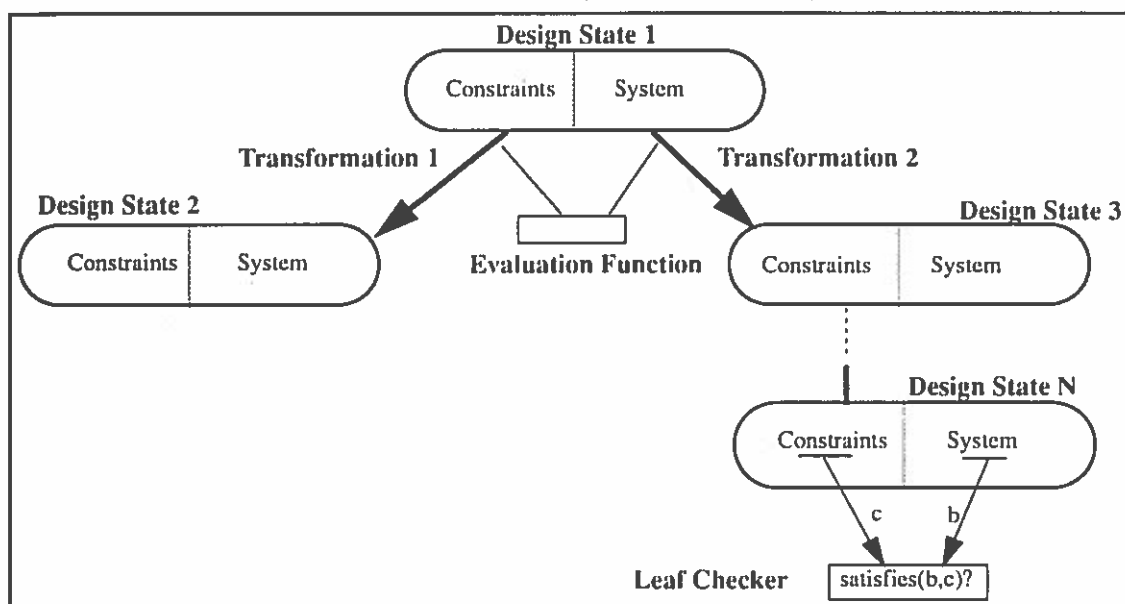 Design State 1
Constraints System
Transformation 1 Transformation 2
Design State 2
Design State 3
Constraints System
Evaluation Function
Constraints System
Design State N
Constraints System
c b
Leaf Checker satisfies(b,c)?